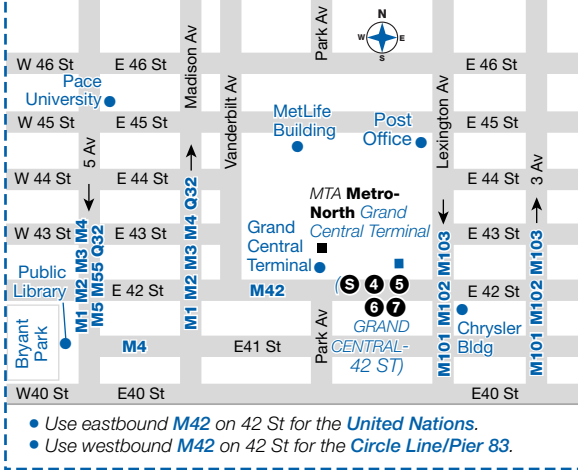 N
W E
S
Park Av
Madison Av
Vanderbilt Av
W 46 St
E 46 St
E 46 St
Pace
University
MetLife
Building
Post
Office
Lexington Av
W 45 St
E 45 St
E 45 St
5 Av
3 Av
W 44 St
E 44 St
E 44 St
MTA Metro-
North Grand
Central Terminal
M1 M2 M3 M4
M5 M55 Q32
M1 M2 M3 M4 Q32
W 43 St
E 43 St
E 43 St
Grand
Central
Terminal
M101 M102 M103
M101 M102 M103
Public
Library
E 42 St
M42
(S 4 5
6 7
GRAND
CENTRAL-
42 ST)
E 42 St
Chrysler
Bldg
Bryant
Park
M4
E41 St
Park Av
W40 St
E40 St
E40 St
• Use eastbound M42 on 42 St for the United Nations.
• Use westbound M42 on 42 St for the Circle Line/Pier 83.